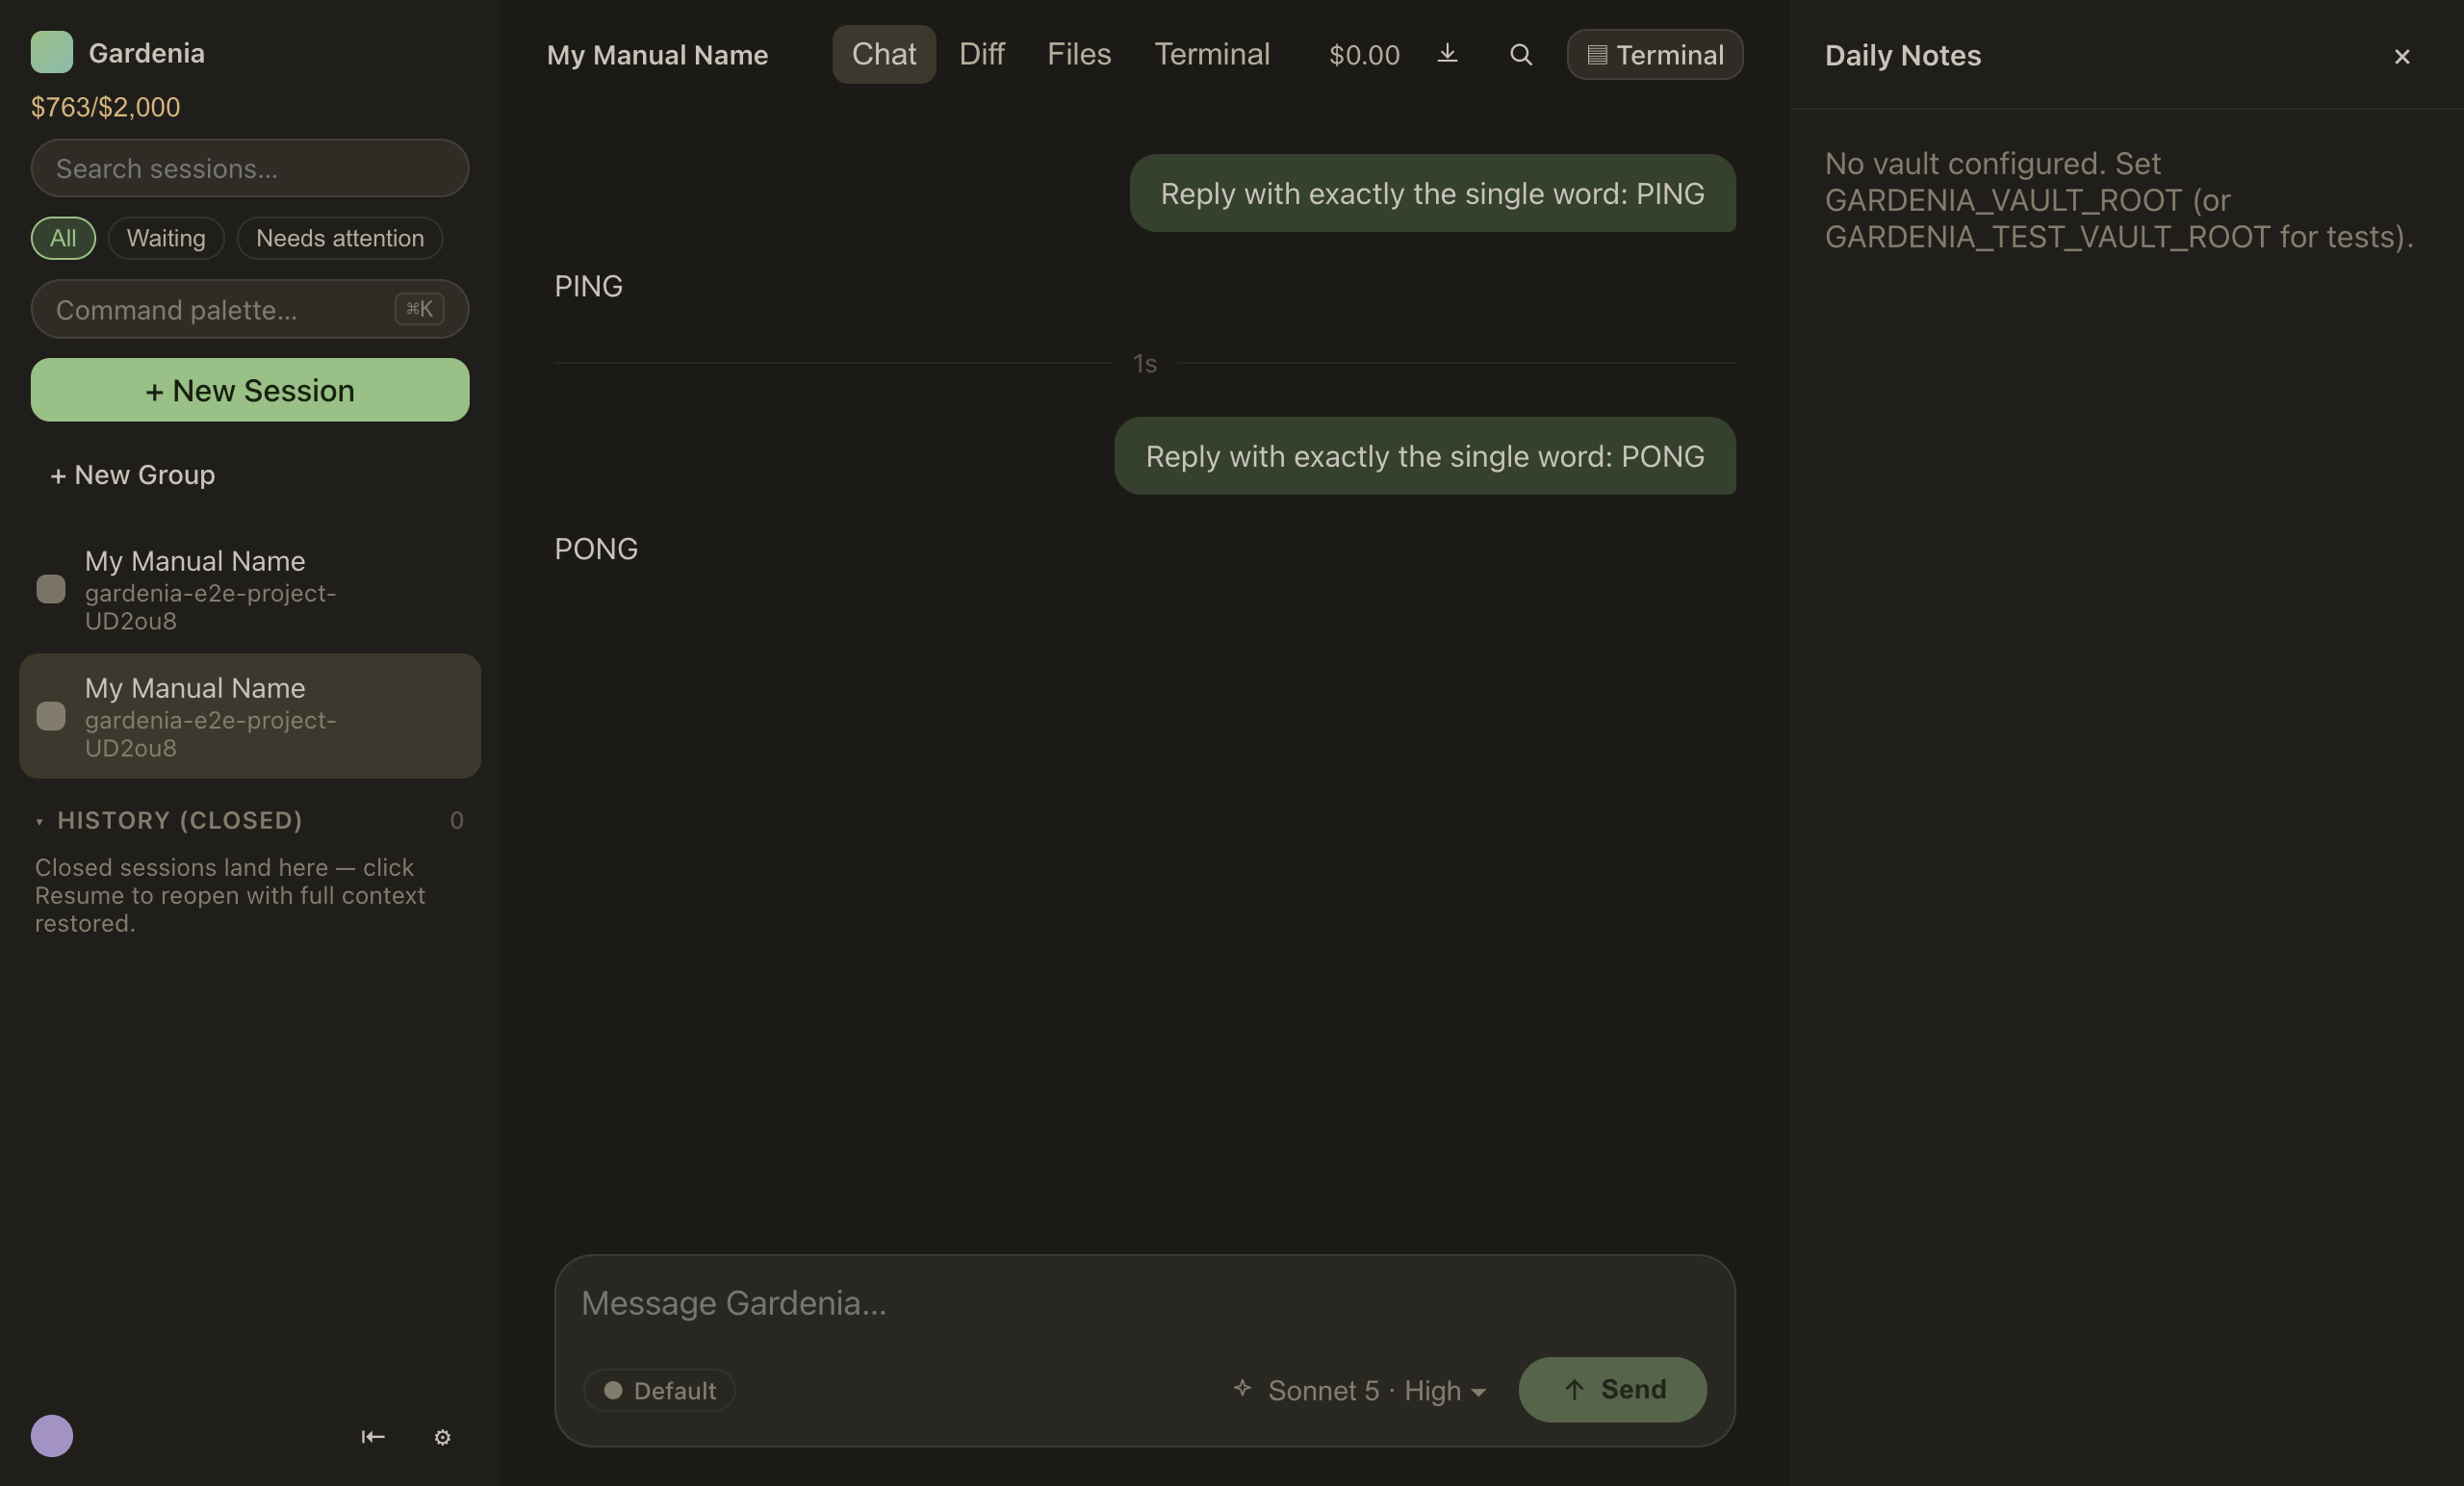 Gardenia
$763/$2,000
Search sessions...
All Waiting Needs attention
Command palette... ⌘K
+ New Session
+ New Group
My Manual Name
gardenia-e2e-project-
UD2ou8
My Manual Name
gardenia-e2e-project-
UD2ou8
▾ HISTORY (CLOSED) 0
Closed sessions land here — click
Resume to reopen with full context
restored.
My Manual Name Chat Diff Files Terminal $0.00 Terminal
Reply with exactly the single word: PING
PING
1s
Reply with exactly the single word: PONG
PONG
Message Gardenia...
Default Sonnet 5 · High Send
Daily Notes ×
No vault configured. Set
GARDENIA_VAULT_ROOT (or
GARDENIA_TEST_VAULT_ROOT for tests).